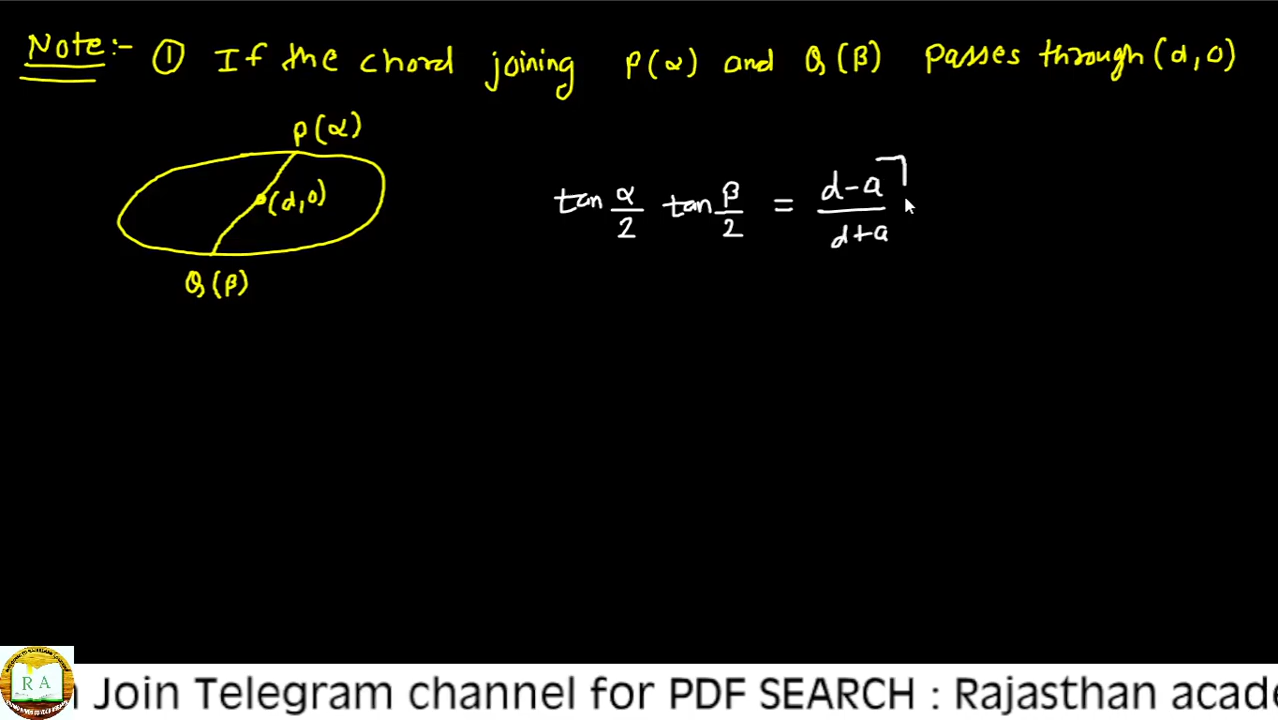 Note:- ① If the chord joining P(α) and Q(β) passes through (d,0)
P(α)
(d,0)
Q(β)
tan α/2 tan β/2 = d-a/d+a
RA
Join Telegram channel for PDF SEARCH : Rajasthan acade